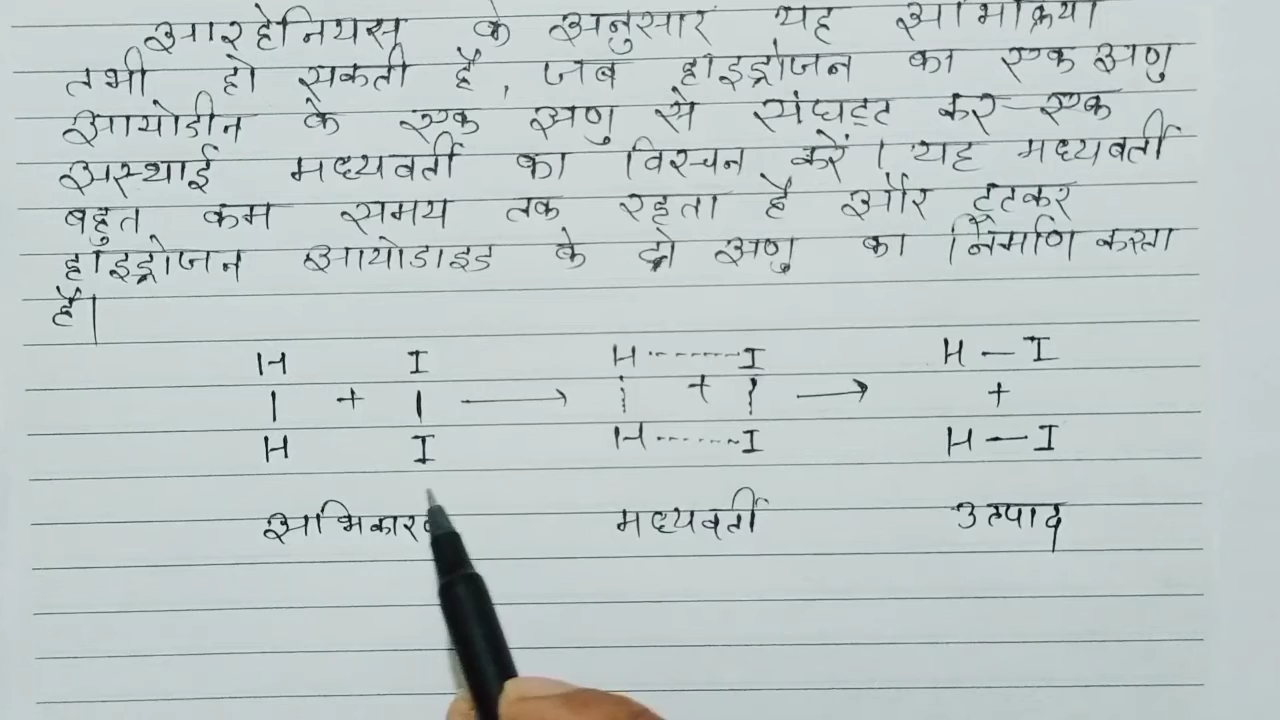 आरहेनियस के अनुसार यह अभिक्रिया
तभी हो सकती है, जब हाइड्रोजन का एक अणु
आयोडीन के एक अणु से संघट्ट कर एक
अस्थाई मध्यवर्ती का विरचन करें। यह मध्यवर्ती
बहुत कम समय तक रहता है और टूटकर
हाइड्रोजन आयोडाइड के दो अणु का निर्माण करता
है।
H I H-------I H — I
| + | ⟶ ¦ + ¦ ⟶ +
H I H-------I H — I
अभिकारक मध्यवर्ती उत्पाद